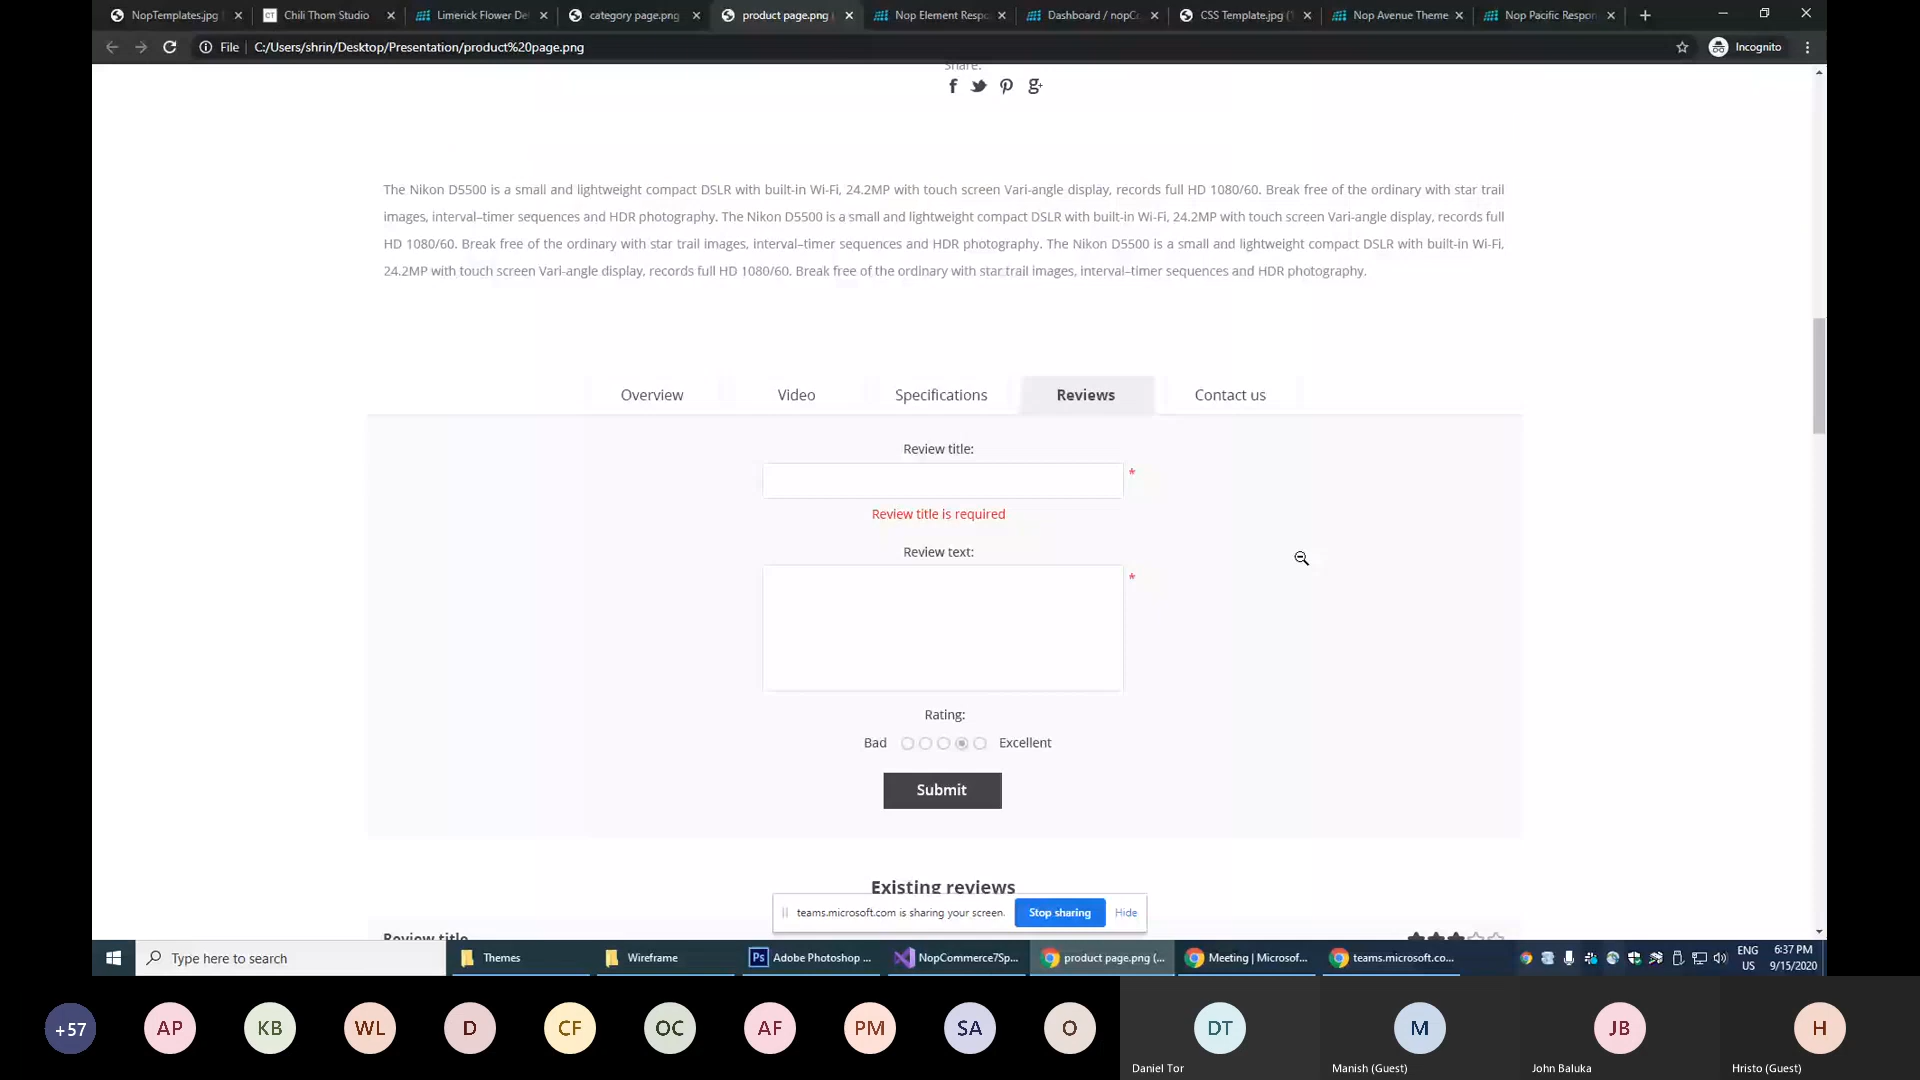 NopTemplates.jpg
Chili Thom Studio
Limerick Flower De
category page.png
product page.png
Nop Element Respo
Dashboard / nopC
CSS Template.jpg (
Nop Avenue Theme
Nop Pacific Respon
File C:/Users/shrin/Desktop/Presentation/product%20page.png
Incognito
Share:
The Nikon D5500 is a small and lightweight compact DSLR with built-in Wi-Fi, 24.2MP with touch screen Vari-angle display, records full HD 1080/60. Break free of the ordinary with star trail
images, interval–timer sequences and HDR photography. The Nikon D5500 is a small and lightweight compact DSLR with built-in Wi-Fi, 24.2MP with touch screen Vari-angle display, records full
HD 1080/60. Break free of the ordinary with star trail images, interval–timer sequences and HDR photography. The Nikon D5500 is a small and lightweight compact DSLR with built-in Wi-Fi,
24.2MP with touch screen Vari-angle display, records full HD 1080/60. Break free of the ordinary with star trail images, interval–timer sequences and HDR photography.
Overview Video Specifications Reviews Contact us
Review title:
*
Review title is required
Review text:
*
Rating:
Bad Excellent
Submit
Existing reviews
teams.microsoft.com is sharing your screen. Stop sharing Hide
Review title
Type here to search
Themes
Wireframe
Adobe Photoshop ...
NopCommerce7Sp...
product page.png (...
Meeting | Microsof...
teams.microsoft.co...
ENG
US
6:37 PM
9/15/2020
+57 AP KB WL D CF OC AF PM SA O DT M JB H
Daniel Tor Manish (Guest) John Baluka Hristo (Guest)